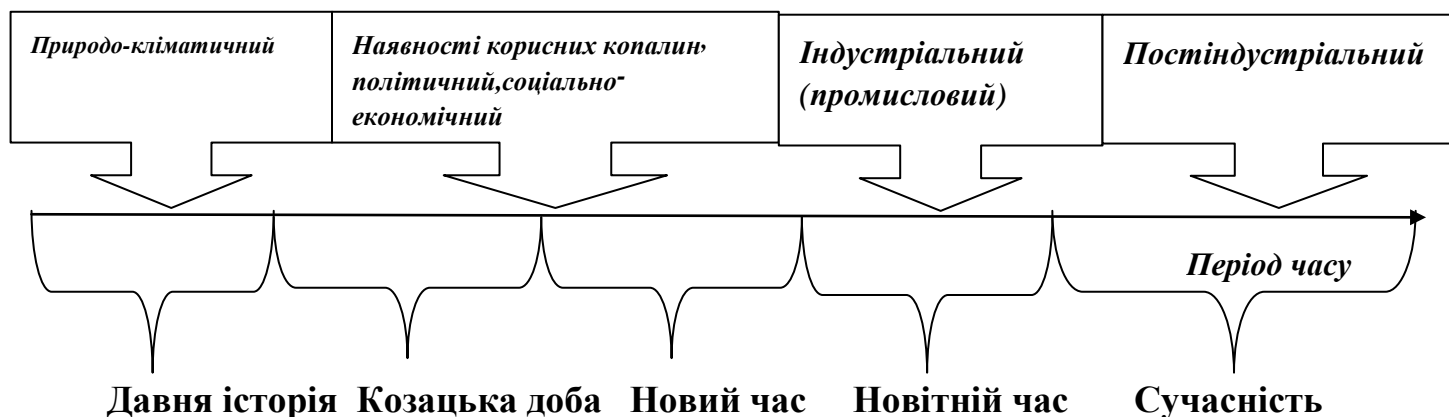 Природо-кліматичний
Наявності корисних копалин,
політичний,соціально-
економічний
Індустріальний
(промисловий)
Постіндустріальний
Період часу
Давня історія Козацька доба Новий час Новітній час Сучасність